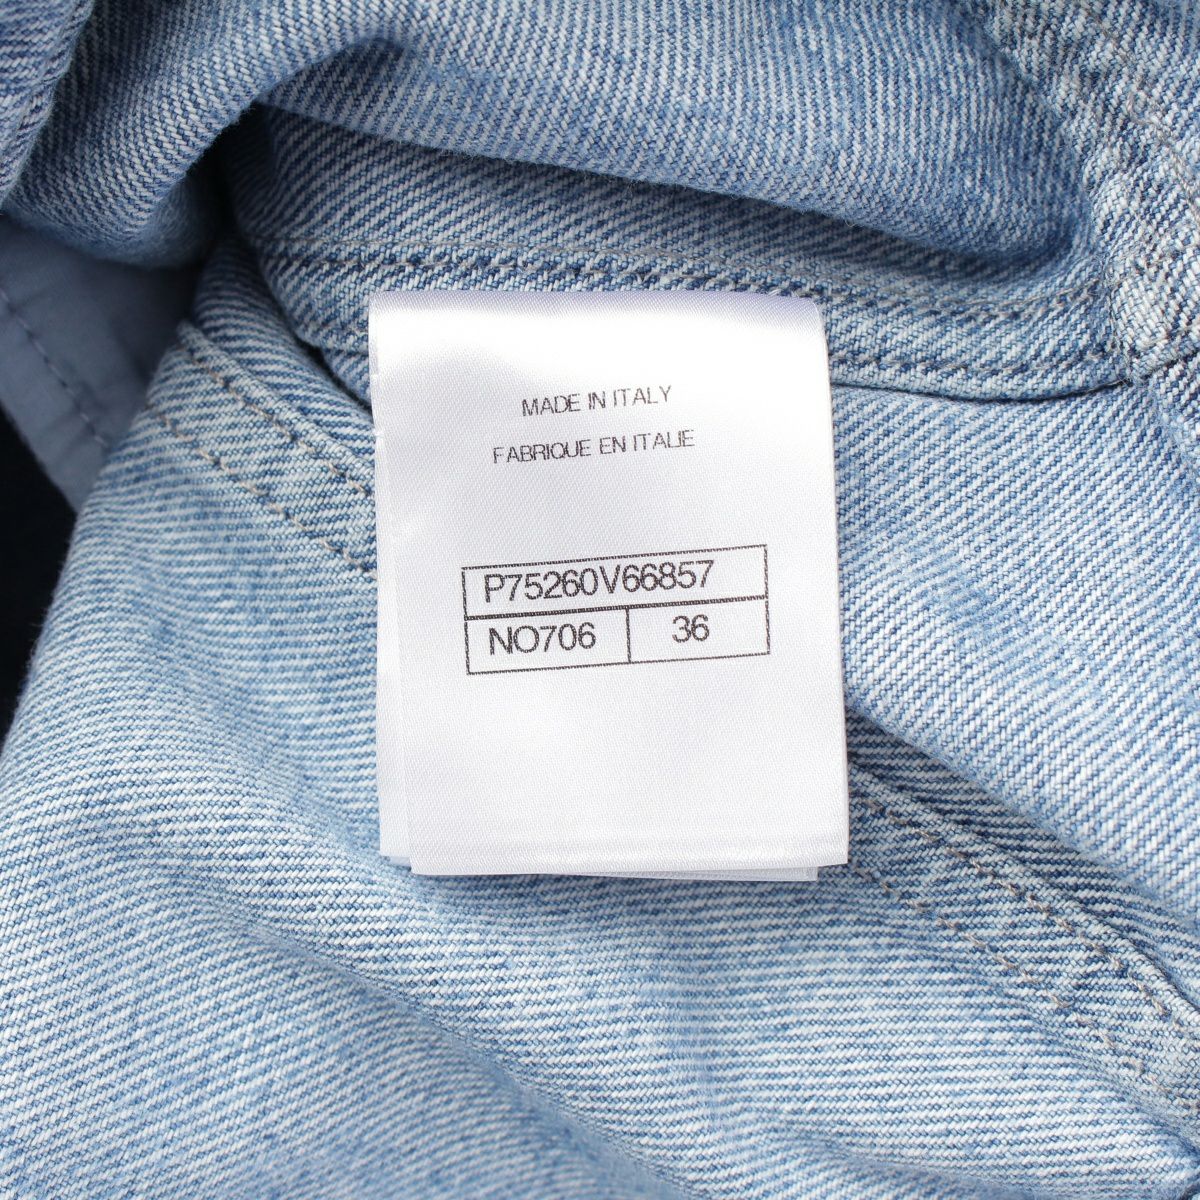 MADE IN ITALY
FABRIQUE EN ITALIE
P75260V66857
NO706 36